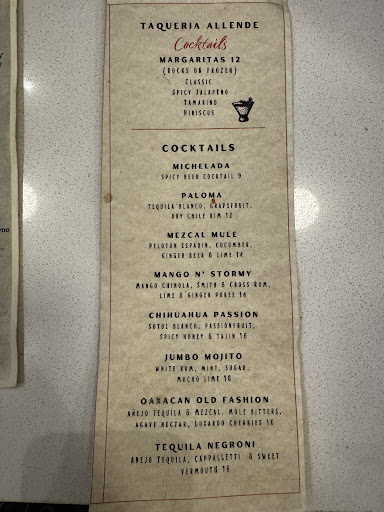 TAQUERIA ALLENDE
Cocktails
MARGARITAS 12
(ROCKS OR FROZEN)
CLASSIC
SPICY JALAPEÑO
TAMARIND
HIBISCUS
COCKTAILS
MICHELADA
SPICY BEER COCKTAIL 9
PALOMA
TEQUILA BLANCO, GRAPEFRUIT,
DRY CHILE RIM 12
MEZCAL MULE
PELOTON ESPADIN, CUCUMBER,
GINGER BEER & LIME 14
MANGO N' STORMY
MANGO CHINOLA, SMITH & CROSS RUM,
LIME & GINGER PUREE 14
CHIHUAHUA PASSION
SOTOL BLANCO, PASSIONFRUIT,
SPICY HONEY & TAJIN 16
JUMBO MOJITO
WHITE RUM, MINT, SUGAR,
MUCHO LIME 18
OAXACAN OLD FASHION
AÑEJO TEQUILA & MEZCAL, MOLE BITTERS,
AGAVE NECTAR, LUXARDO CHERRIES 16
TEQUILA NEGRONI
ANEJO TEQUILA, CAPPALLETTI & SWEET
VERMOUTH 16